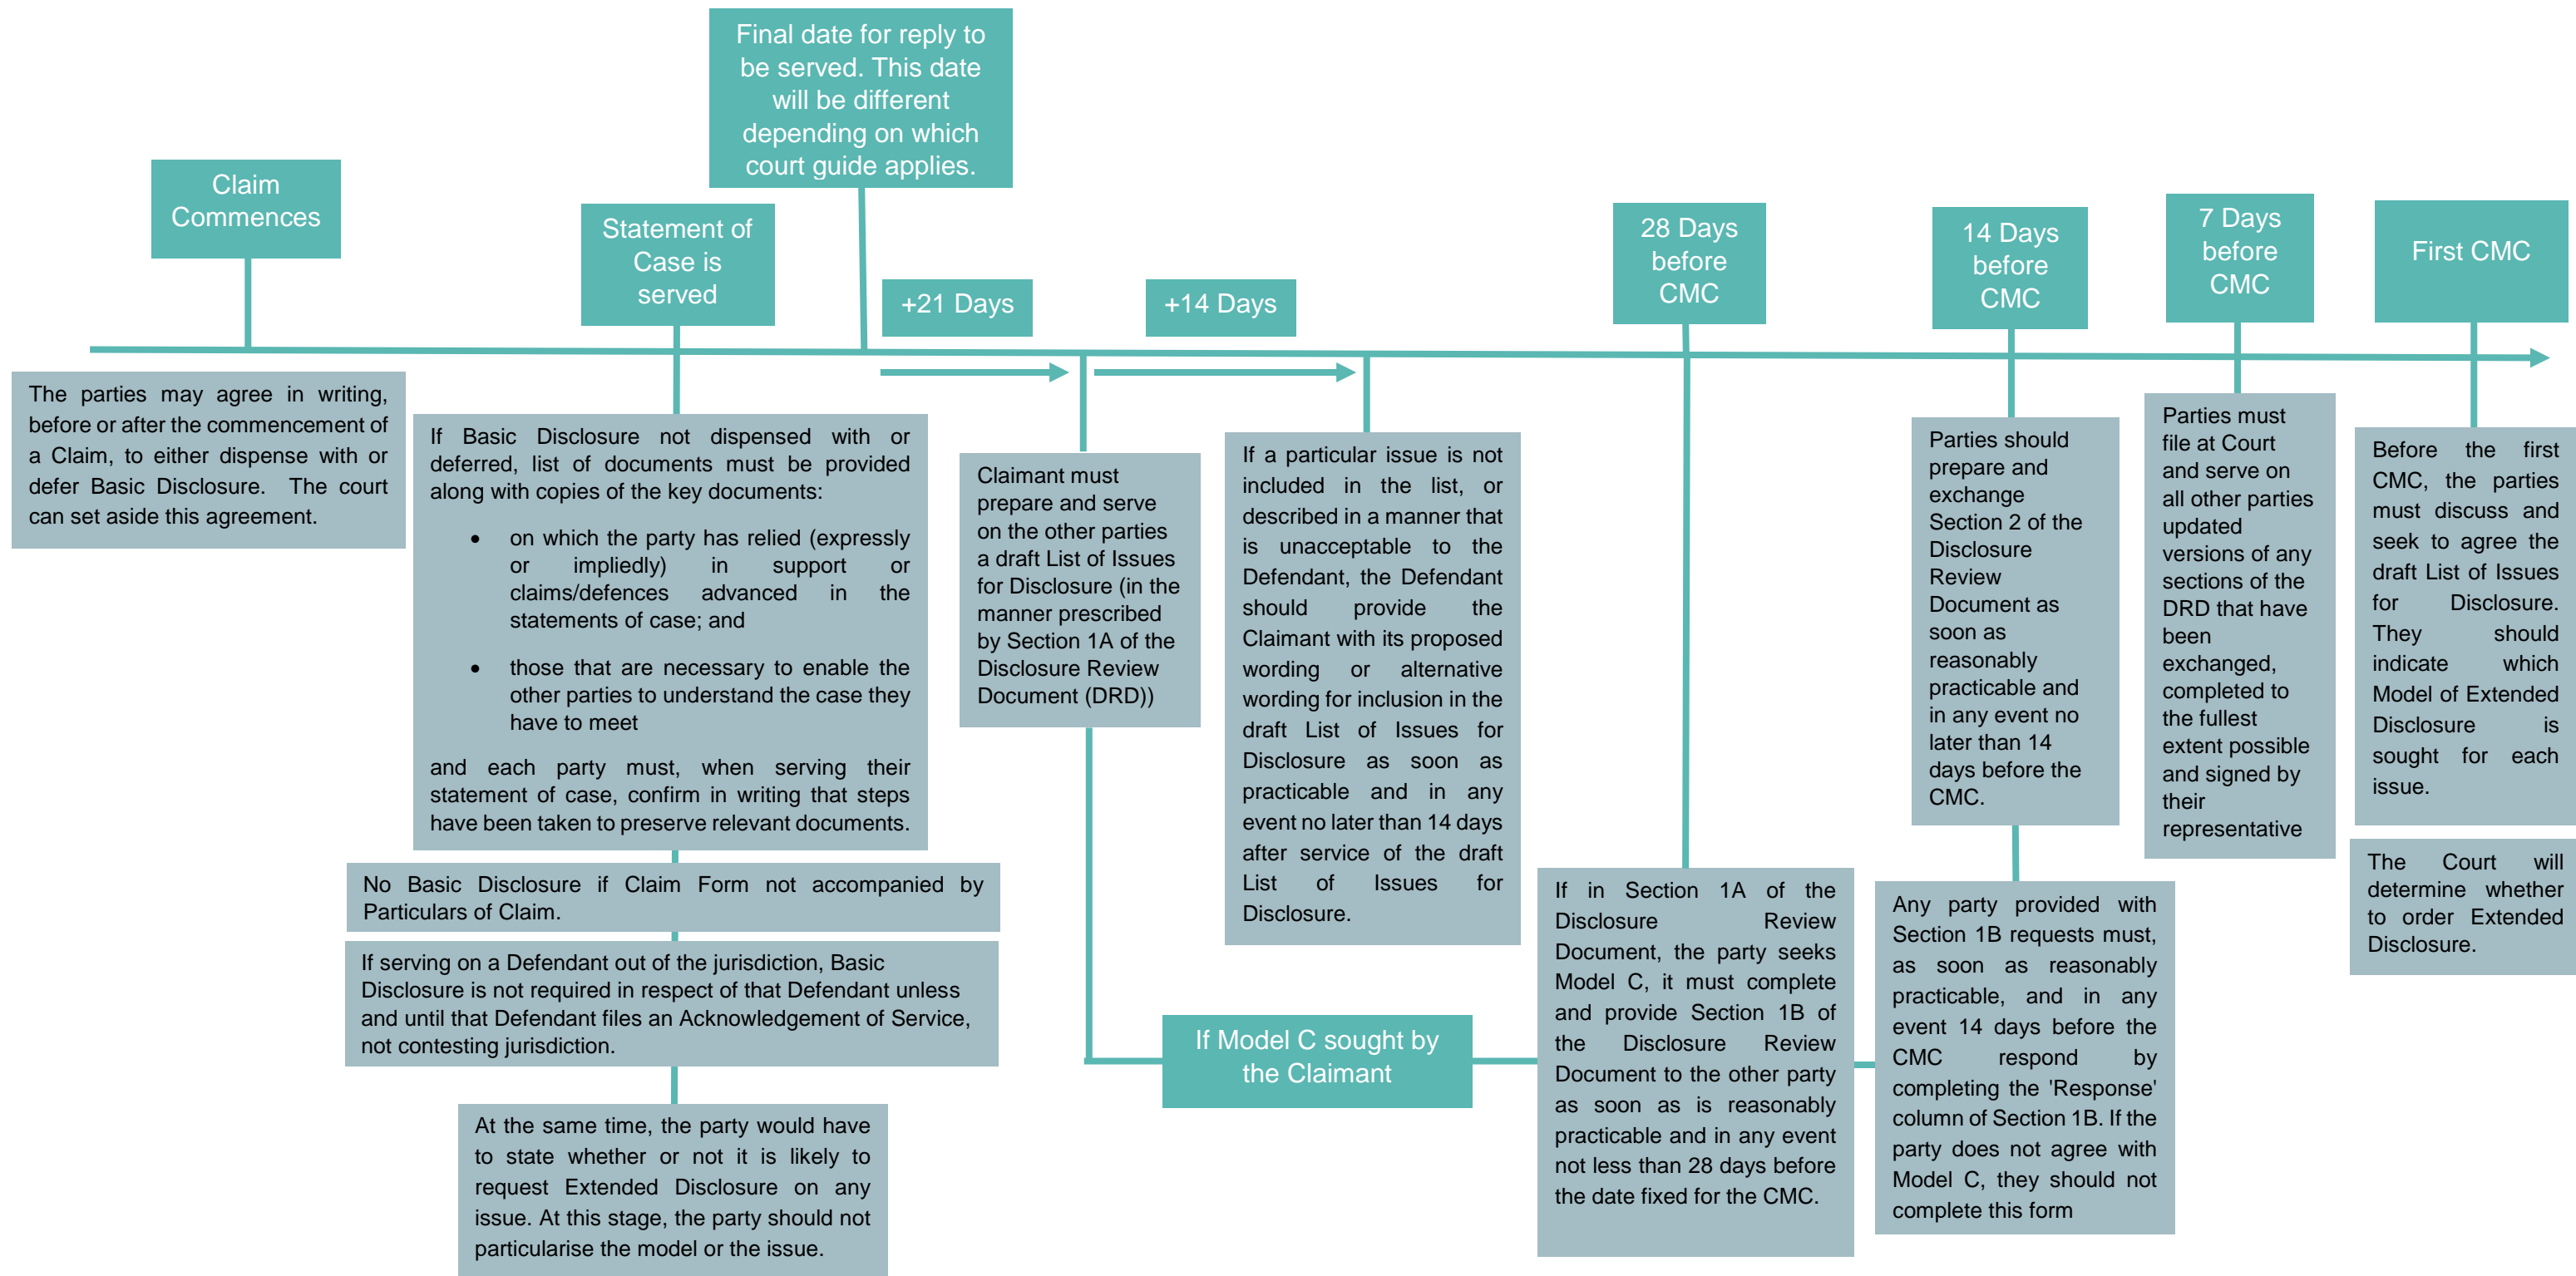 Final date for reply to
be served. This date
will be different
depending on which
court guide applies.
Claim
Commences
Statement of
Case is
served
+21 Days
+14 Days
28 Days
before
CMC
14 Days
before
CMC
7 Days
before
CMC
First CMC
The parties may agree in writing,
before or after the commencement of
a Claim, to either dispense with or
defer Basic Disclosure. The court
can set aside this agreement.
If Basic Disclosure not dispensed with or
deferred, list of documents must be provided
along with copies of the key documents:
• on which the party has relied (expressly
or impliedly) in support or
claims/defences advanced in the
statements of case; and
• those that are necessary to enable the
other parties to understand the case they
have to meet
and each party must, when serving their
statement of case, confirm in writing that steps
have been taken to preserve relevant documents.
No Basic Disclosure if Claim Form not accompanied by
Particulars of Claim.
If serving on a Defendant out of the jurisdiction, Basic
Disclosure is not required in respect of that Defendant unless
and until that Defendant files an Acknowledgement of Service,
not contesting jurisdiction.
At the same time, the party would have
to state whether or not it is likely to
request Extended Disclosure on any
issue. At this stage, the party should not
particularise the model or the issue.
Claimant must
prepare and serve
on the other parties
a draft List of Issues
for Disclosure (in the
manner prescribed
by Section 1A of the
Disclosure Review
Document (DRD))
If a particular issue is not
included in the list, or
described in a manner that
is unacceptable to the
Defendant, the Defendant
should provide the
Claimant with its proposed
wording or alternative
wording for inclusion in the
draft List of Issues for
Disclosure as soon as
practicable and in any
event no later than 14 days
after service of the draft
List of Issues for
Disclosure.
If Model C sought by
the Claimant
If in Section 1A of the
Disclosure Review
Document, the party seeks
Model C, it must complete
and provide Section 1B of
the Disclosure Review
Document to the other party
as soon as is reasonably
practicable and in any event
not less than 28 days before
the date fixed for the CMC.
Parties should
prepare and
exchange
Section 2 of the
Disclosure
Review
Document as
soon as
reasonably
practicable and
in any event no
later than 14
days before the
CMC.
Any party provided with
Section 1B requests must,
as soon as reasonably
practicable, and in any
event 14 days before the
CMC respond by
completing the 'Response'
column of Section 1B. If the
party does not agree with
Model C, they should not
complete this form
Parties must
file at Court
and serve on
all other parties
updated
versions of any
sections of the
DRD that have
been
exchanged,
completed to
the fullest
extent possible
and signed by
their
representative
Before the first
CMC, the parties
must discuss and
seek to agree the
draft List of Issues
for Disclosure.
They should
indicate which
Model of Extended
Disclosure is
sought for each
issue.
The Court will
determine whether
to order Extended
Disclosure.